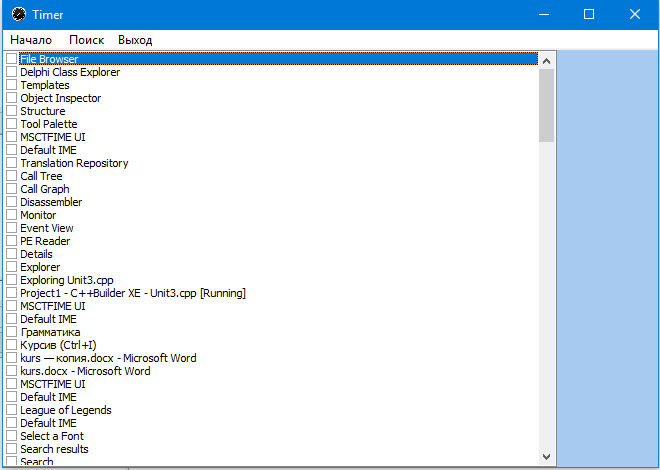 Timer
Начало Поиск Выход
File Browser
Delphi Class Explorer
Templates
Object Inspector
Structure
Tool Palette
MSCTFIME UI
Default IME
Translation Repository
Call Tree
Call Graph
Disassembler
Monitor
Event View
PE Reader
Details
Explorer
Exploring Unit3.cpp
Project1 - C++Builder XE - Unit3.cpp [Running]
MSCTFIME UI
Default IME
Грамматика
Курсив (Ctrl+I)
kurs — копия.docx - Microsoft Word
kurs.docx - Microsoft Word
MSCTFIME UI
Default IME
League of Legends
Default IME
Select a Font
Search results
Search